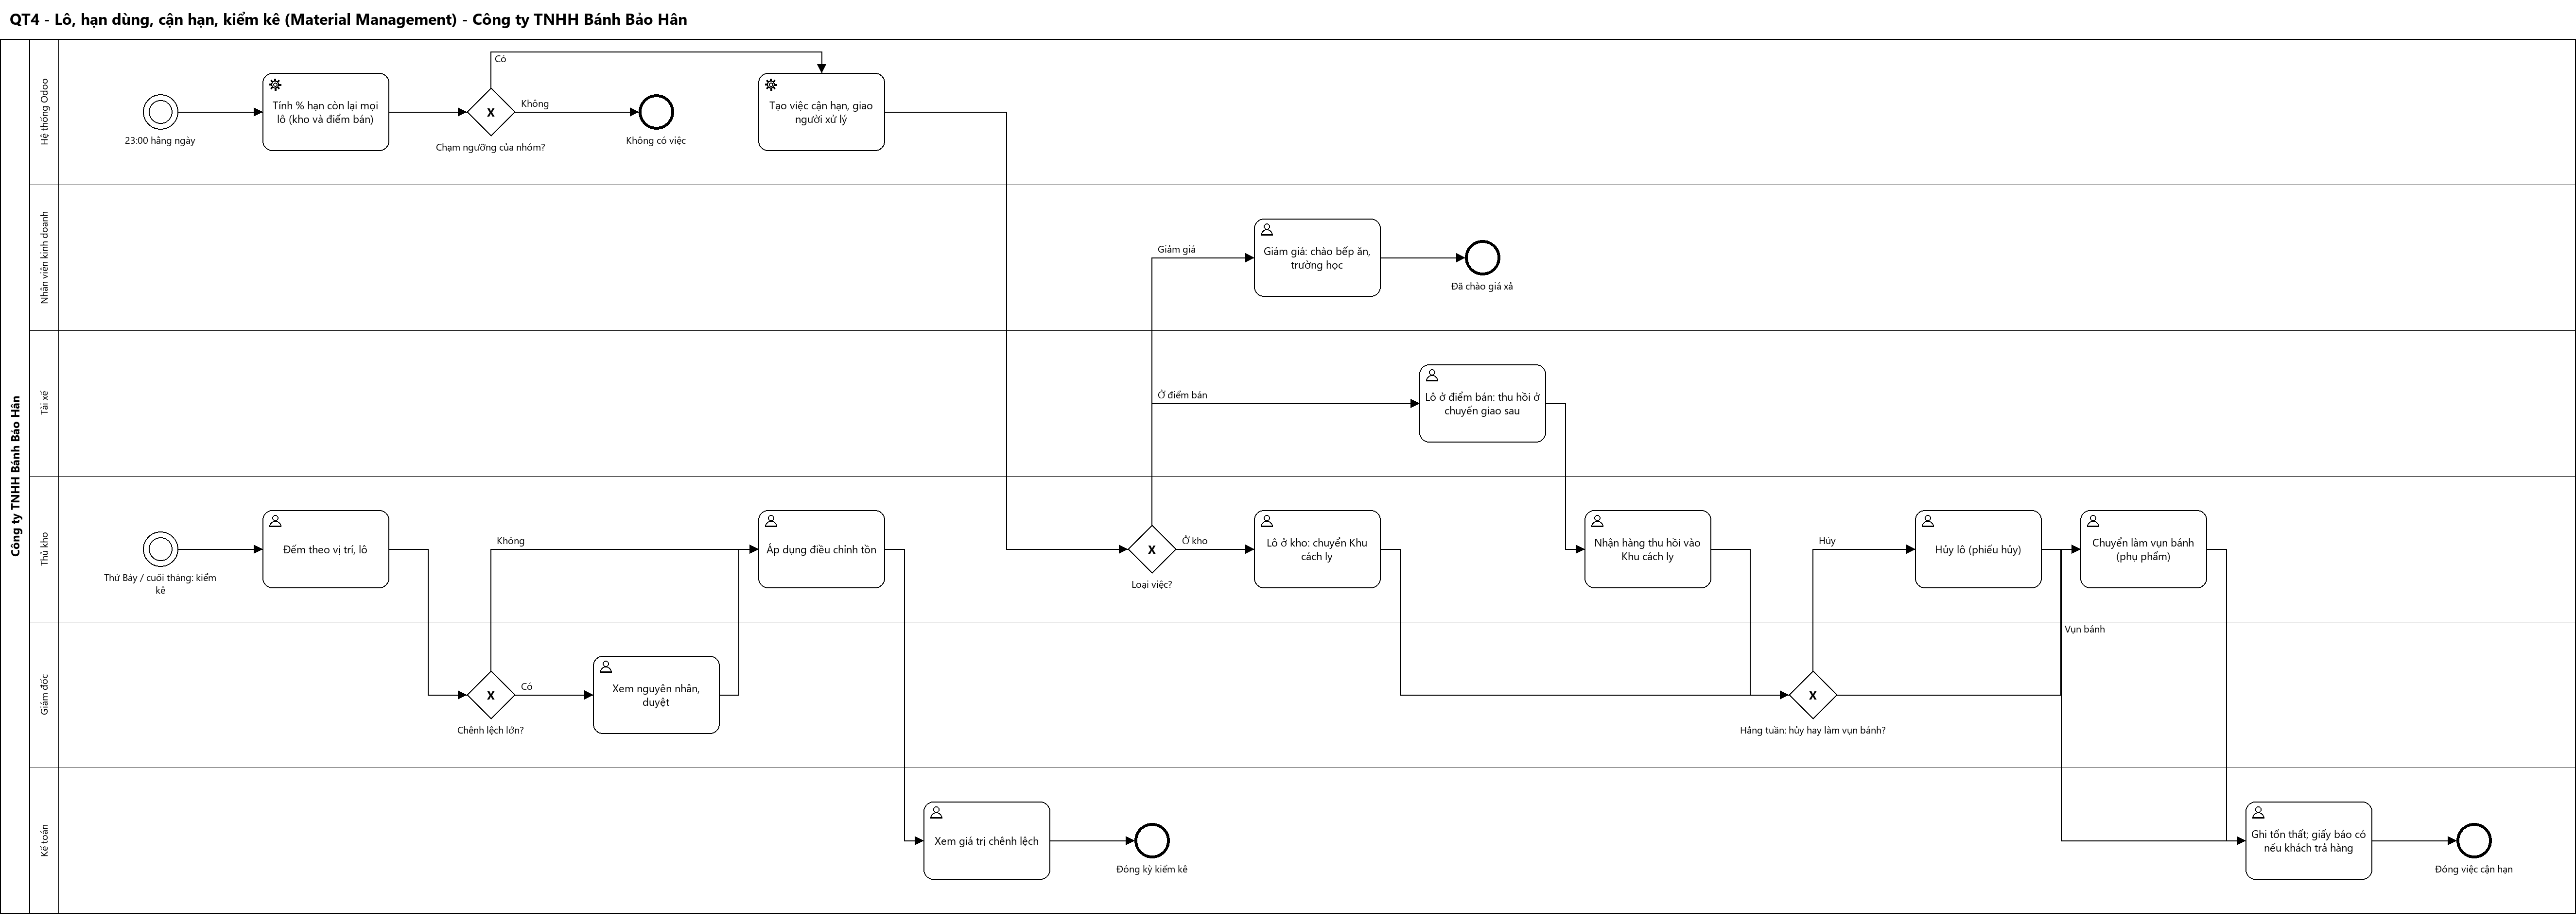 QT4 - Lô, hạn dùng, cận hạn, kiểm kê (Material Management) - Công ty TNHH Bánh Bảo Hân
Công ty TNHH Bánh Bảo Hân
Hệ thống Odoo
23:00 hằng ngày
Tính % hạn còn lại mọi
lô (kho và điểm bán)
X
Chạm ngưỡng của nhóm?
Có
Không
Không có việc
Tạo việc cận hạn, giao
người xử lý
Nhân viên kinh doanh
Giảm giá
Giảm giá: chào bếp ăn,
trường học
Đã chào giá xả
Tài xế
Ở điểm bán
Lô ở điểm bán: thu hồi ở
chuyến giao sau
Thủ kho
Thứ Bảy / cuối tháng: kiểm
kê
Đếm theo vị trí, lô
Không
Áp dụng điều chỉnh tồn
X
Loại việc?
Ở kho
Lô ở kho: chuyển Khu
cách ly
Nhận hàng thu hồi vào
Khu cách ly
Hủy
Hủy lô (phiếu hủy)
Chuyển làm vụn bánh
(phụ phẩm)
Giám đốc
X
Chênh lệch lớn?
Có
Xem nguyên nhân,
duyệt
X
Hằng tuần: hủy hay làm vụn bánh?
Vụn bánh
Kế toán
Xem giá trị chênh lệch
Đóng kỳ kiểm kê
Ghi tổn thất; giấy báo có
nếu khách trả hàng
Đóng việc cận hạn